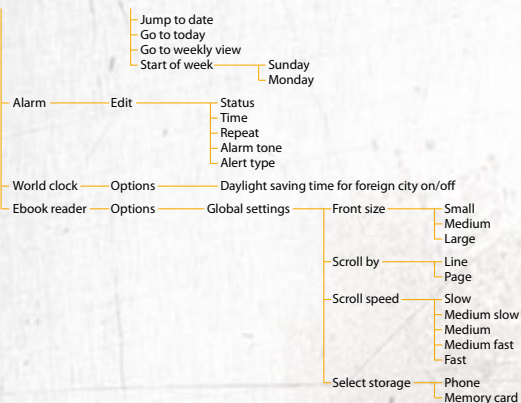 Jump to date
Go to today
Go to weekly view
Start of week Sunday
Monday
Alarm Edit Status
Time
Repeat
Alarm tone
Alert type
World clock Options Daylight saving time for foreign city on/off
Ebook reader Options Global settings Front size Small
Medium
Large
Scroll by Line
Page
Scroll speed Slow
Medium slow
Medium
Medium fast
Fast
Select storage Phone
Memory card